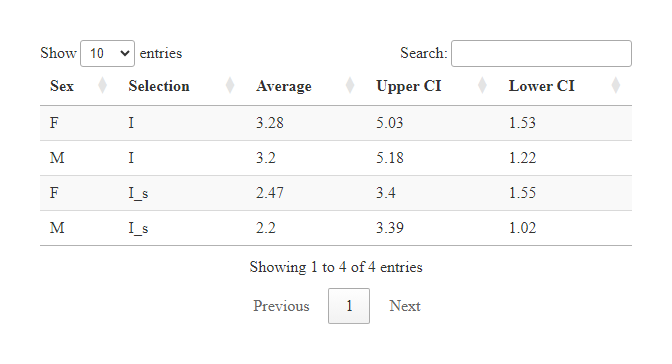 Show 10 entries Search:
Sex Selection Average Upper CI Lower CI
F I 3.28 5.03 1.53
M I 3.2 5.18 1.22
F I_s 2.47 3.4 1.55
M I_s 2.2 3.39 1.02
Showing 1 to 4 of 4 entries
Previous 1 Next